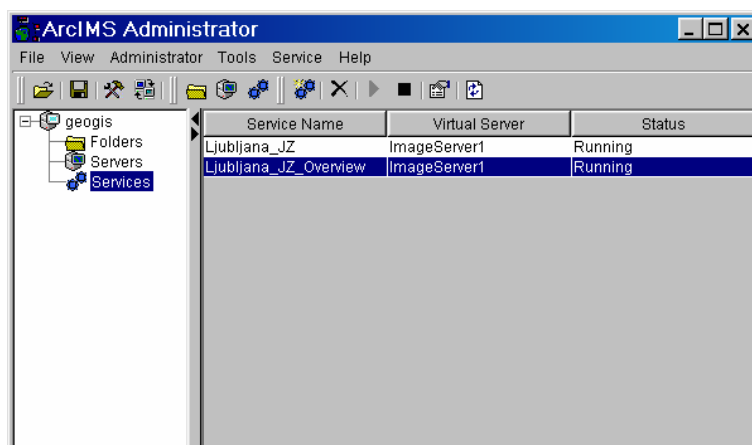 ArcIMS Administrator
File View Administrator Tools Service Help
geogis
Folders
Servers
Services
Service Name Virtual Server Status
Ljubljana_JZ ImageServer1 Running
Ljubljana_JZ_Overview ImageServer1 Running